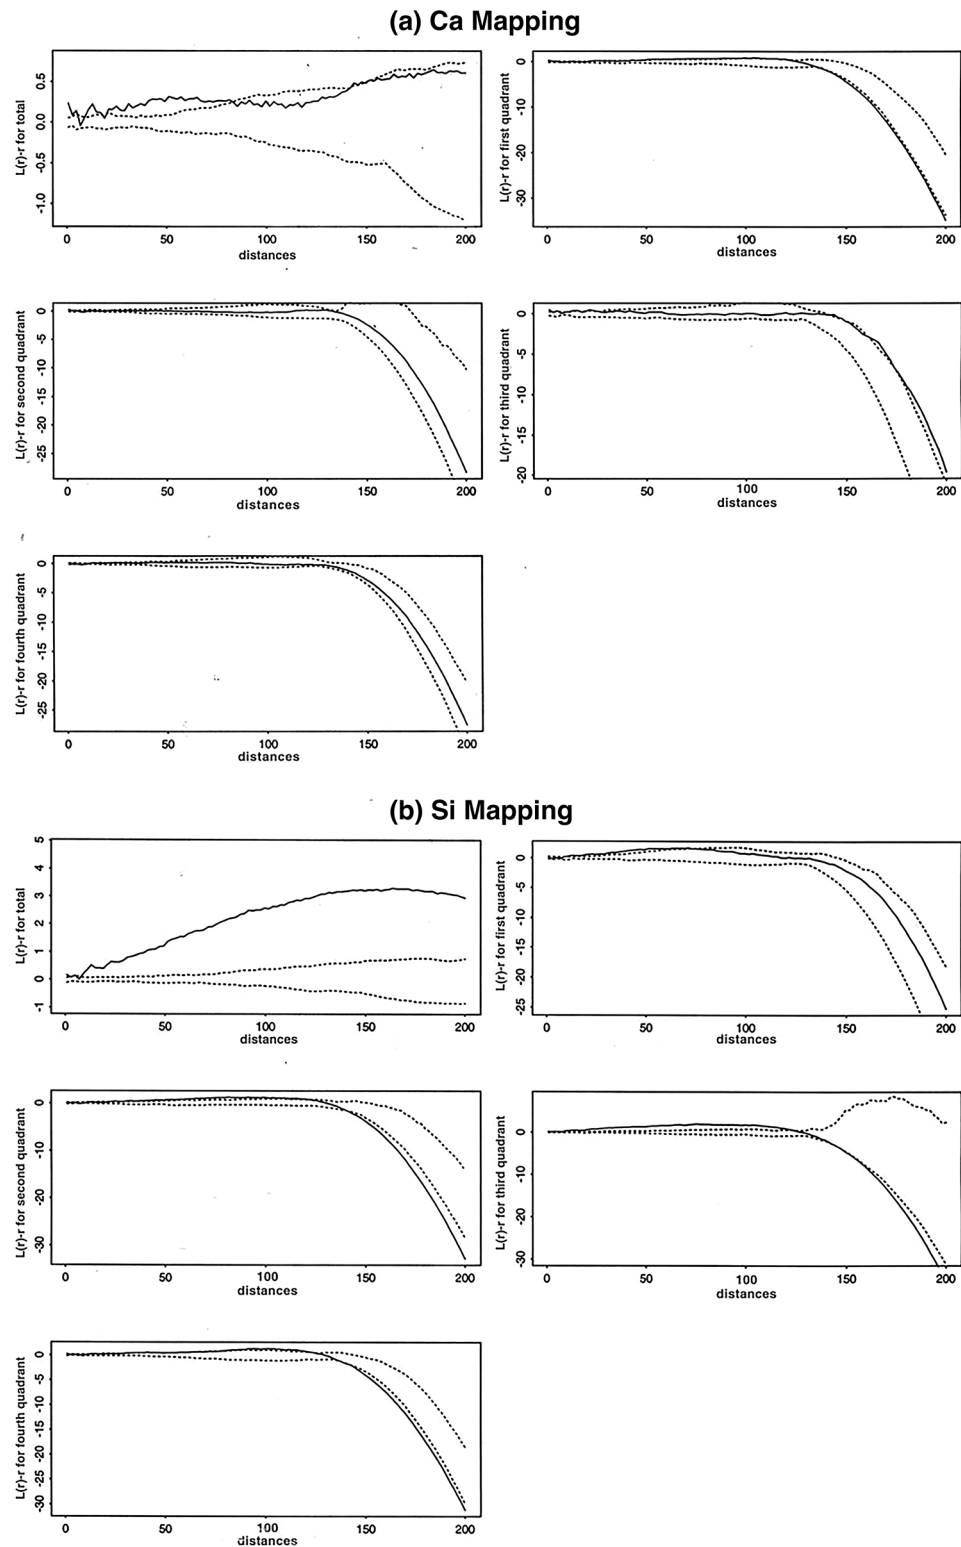 (a) Ca Mapping
L(r)-r for total
0.5
0.0
-0.5
-1.0
0 50 100 150 200
distances
L(r)-r for first quadrant
0
-10
-20
-30
0 50 100 150 200
distances
L(r)-r for second quadrant
0
-5
-10
-15
-20
-25
0 50 100 150 200
distances
L(r)-r for third quadrant
0
-5
-10
-15
-20
0 50 100 150 200
distances
L(r)-r for fourth quadrant
0
-5
-10
-15
-20
-25
0 50 100 150 200
distances
(b) Si Mapping
L(r)-r for total
5
4
3
2
1
0
-1
0 50 100 150 200
distances
L(r)-r for first quadrant
0
-5
-10
-15
-20
-25
0 50 100 150 200
distances
L(r)-r for second quadrant
0
-10
-20
-30
0 50 100 150 200
distances
L(r)-r for third quadrant
0
-10
-20
-30
0 50 100 150 200
distances
L(r)-r for fourth quadrant
0
-5
-10
-15
-20
-25
-30
0 50 100 150 200
distances